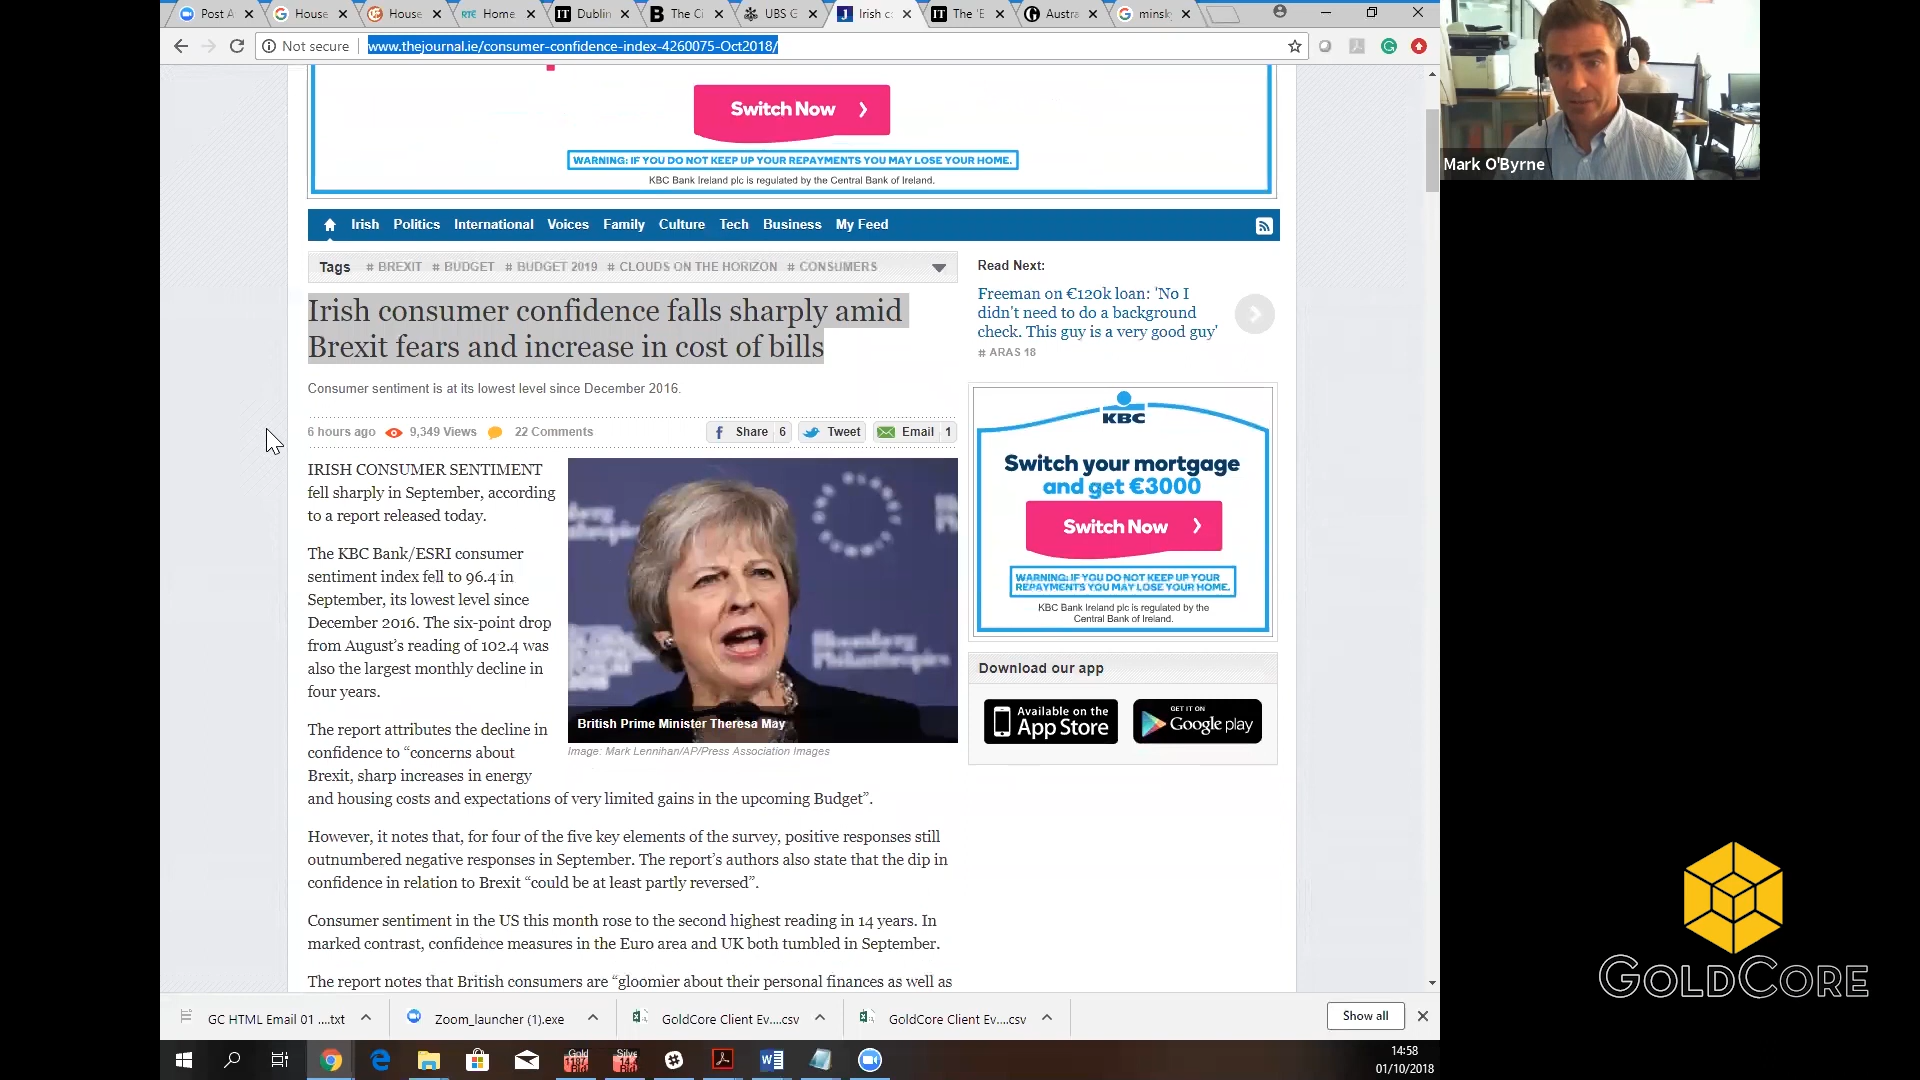 Post A
House
House
RTÉ Home
IT Dublin
B The Ci
UBS G
J Irish c
IT The 'E
Austra
minsk
Not secure
www.thejournal.ie/consumer-confidence-index-4260075-Oct2018/
Switch Now
WARNING: IF YOU DO NOT KEEP UP YOUR REPAYMENTS YOU MAY LOSE YOUR HOME.
KBC Bank Ireland plc is regulated by the Central Bank of Ireland.
Mark O'Byrne
Irish Politics International Voices Family Culture Tech Business My Feed
Tags # BREXIT # BUDGET # BUDGET 2019 # CLOUDS ON THE HORIZON # CONSUMERS
Irish consumer confidence falls sharply amid
Brexit fears and increase in cost of bills
Consumer sentiment is at its lowest level since December 2016.
6 hours ago 9,349 Views 22 Comments
Share 6 Tweet Email 1
IRISH CONSUMER SENTIMENT
fell sharply in September, according
to a report released today.
The KBC Bank/ESRI consumer
sentiment index fell to 96.4 in
September, its lowest level since
December 2016. The six-point drop
from August's reading of 102.4 was
also the largest monthly decline in
four years.
The report attributes the decline in
confidence to “concerns about
Brexit, sharp increases in energy
and housing costs and expectations of very limited gains in the upcoming Budget”.
British Prime Minister Theresa May
Image: Mark Lennihan/AP/Press Association Images
However, it notes that, for four of the five key elements of the survey, positive responses still
outnumbered negative responses in September. The report's authors also state that the dip in
confidence in relation to Brexit “could be at least partly reversed”.
Consumer sentiment in the US this month rose to the second highest reading in 14 years. In
marked contrast, confidence measures in the Euro area and UK both tumbled in September.
The report notes that British consumers are “gloomier about their personal finances as well as
Read Next:
Freeman on €120k loan: 'No I
didn't need to do a background
check. This guy is a very good guy'
# ARAS 18
KBC
Switch your mortgage
and get €3000
Switch Now
WARNING: IF YOU DO NOT KEEP UP YOUR
REPAYMENTS YOU MAY LOSE YOUR HOME.
KBC Bank Ireland plc is regulated by the
Central Bank of Ireland.
Download our app
Available on the
App Store
GET IT ON
Google play
GOLDCORE
GC HTML Email 01 ....txt
Zoom_launcher (1).exe
GoldCore Client Ev....csv
GoldCore Client Ev....csv
Show all
Gold
1187
Bid
14:58
01/10/2018